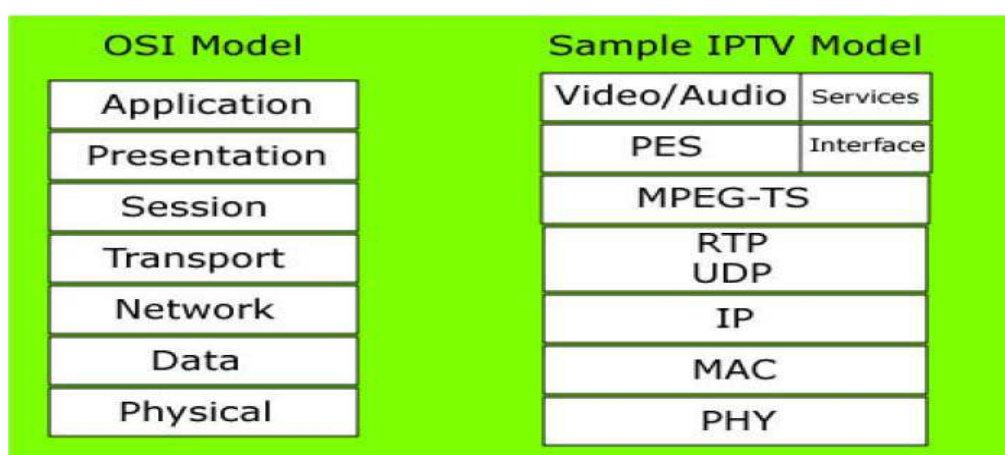 OSI Model
Application
Presentation
Session
Transport
Network
Data
Physical
Sample IPTV Model
Video/Audio Services
PES Interface
MPEG-TS
RTP
UDP
IP
MAC
PHY